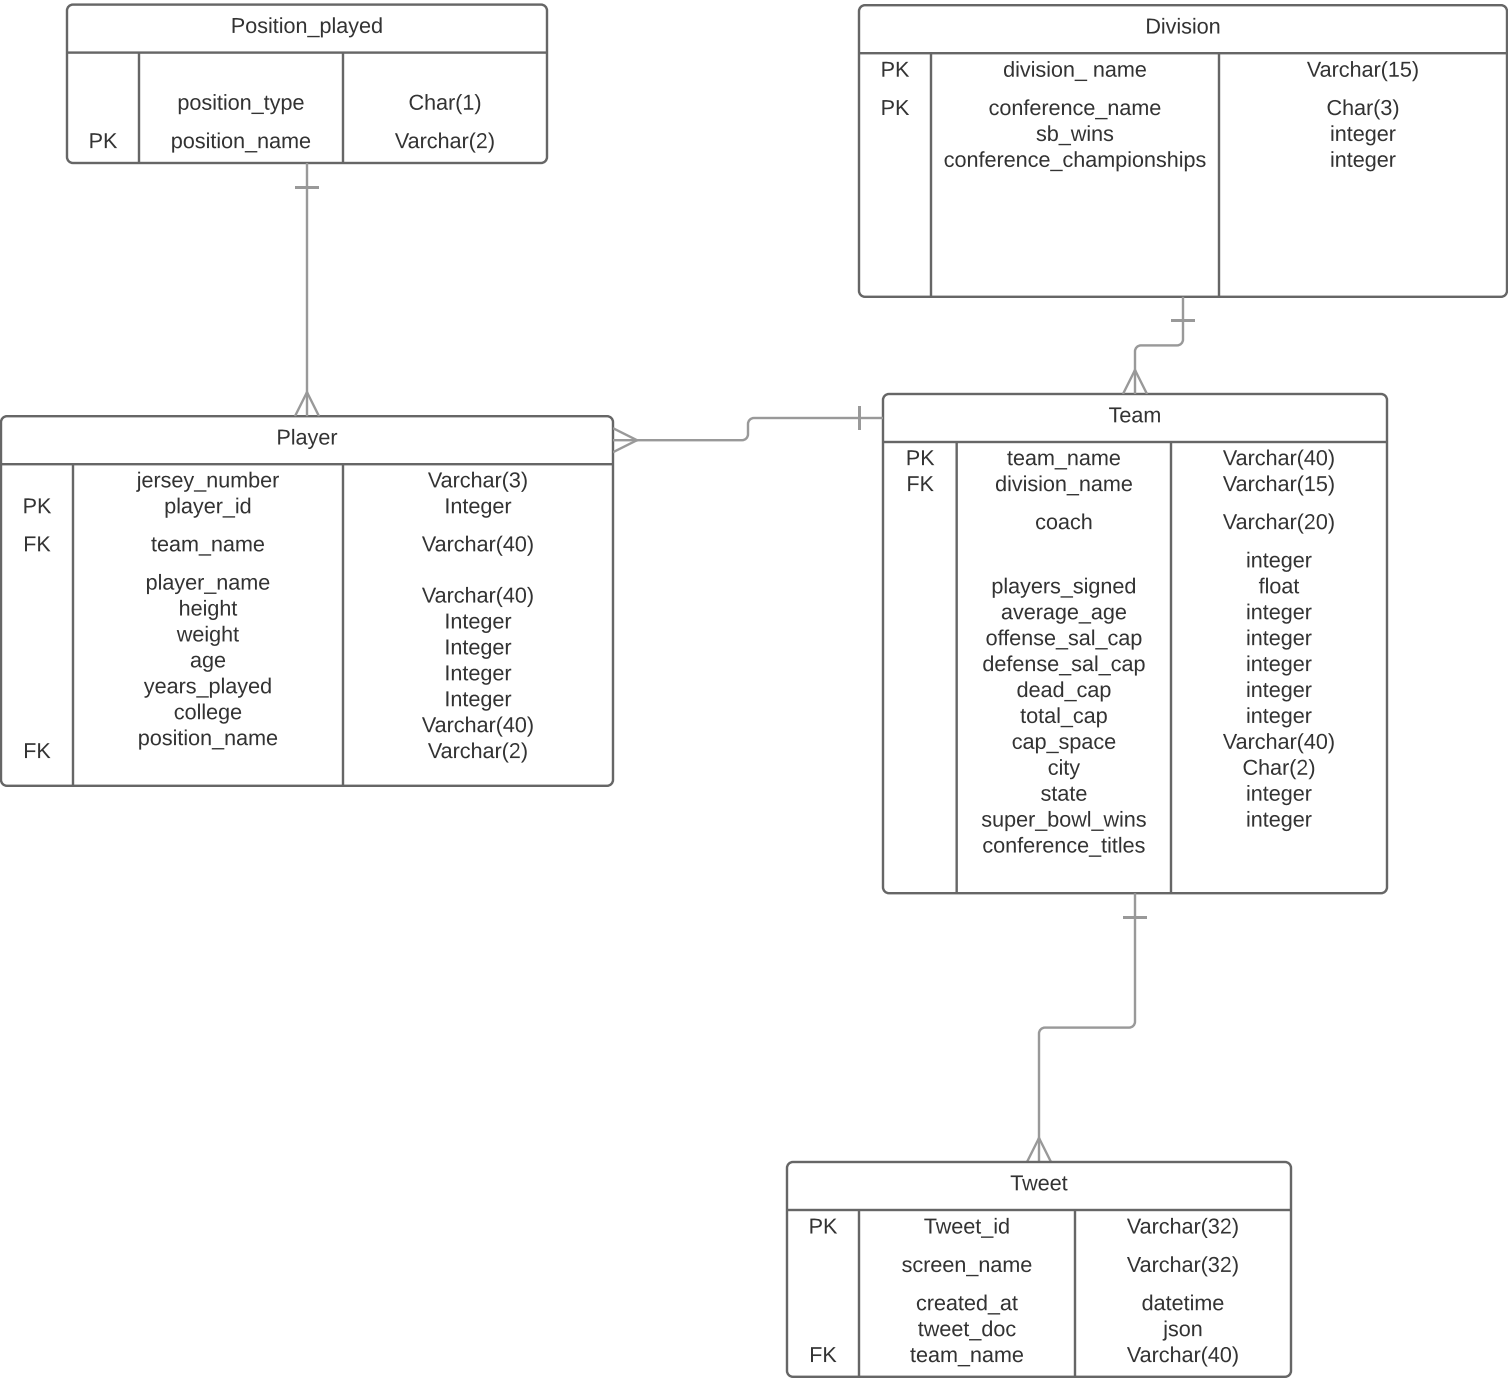 Position_played
position_type Char(1)
PK position_name Varchar(2)
Division
PK division_ name Varchar(15)
PK conference_name Char(3)
sb_wins integer
conference_championships integer
Player
jersey_number Varchar(3)
PK player_id Integer
FK team_name Varchar(40)
player_name Varchar(40)
height Integer
weight Integer
age Integer
years_played Integer
college Varchar(40)
FK position_name Varchar(2)
Team
PK team_name Varchar(40)
FK division_name Varchar(15)
coach Varchar(20)
integer
players_signed float
average_age integer
offense_sal_cap integer
defense_sal_cap integer
dead_cap integer
total_cap integer
cap_space Varchar(40)
city Char(2)
state integer
super_bowl_wins integer
conference_titles
Tweet
PK Tweet_id Varchar(32)
screen_name Varchar(32)
created_at datetime
tweet_doc json
FK team_name Varchar(40)